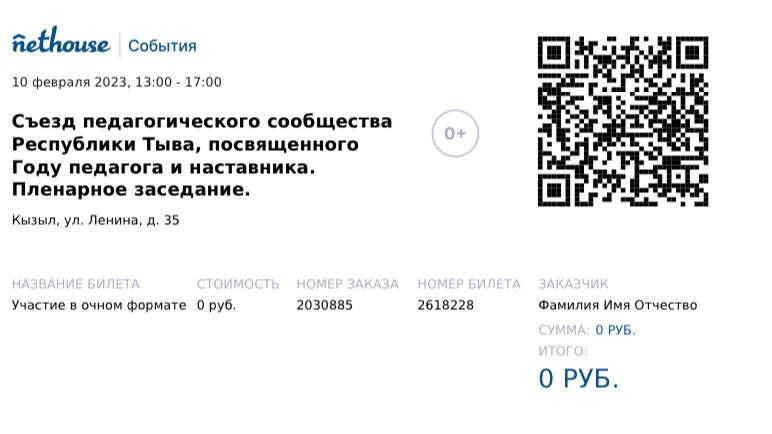 nethouse События
10 февраля 2023, 13:00 - 17:00
Съезд педагогического сообщества
Республики Тыва, посвященного
Году педагога и наставника.
Пленарное заседание.
0+
Кызыл, ул. Ленина, д. 35
НАЗВАНИЕ БИЛЕТА СТОИМОСТЬ НОМЕР ЗАКАЗА НОМЕР БИЛЕТА ЗАКАЗЧИК
Участие в очном формате 0 руб. 2030885 2618228 Фамилия Имя Отчество
СУММА: 0 РУБ.
ИТОГО:
0 РУБ.